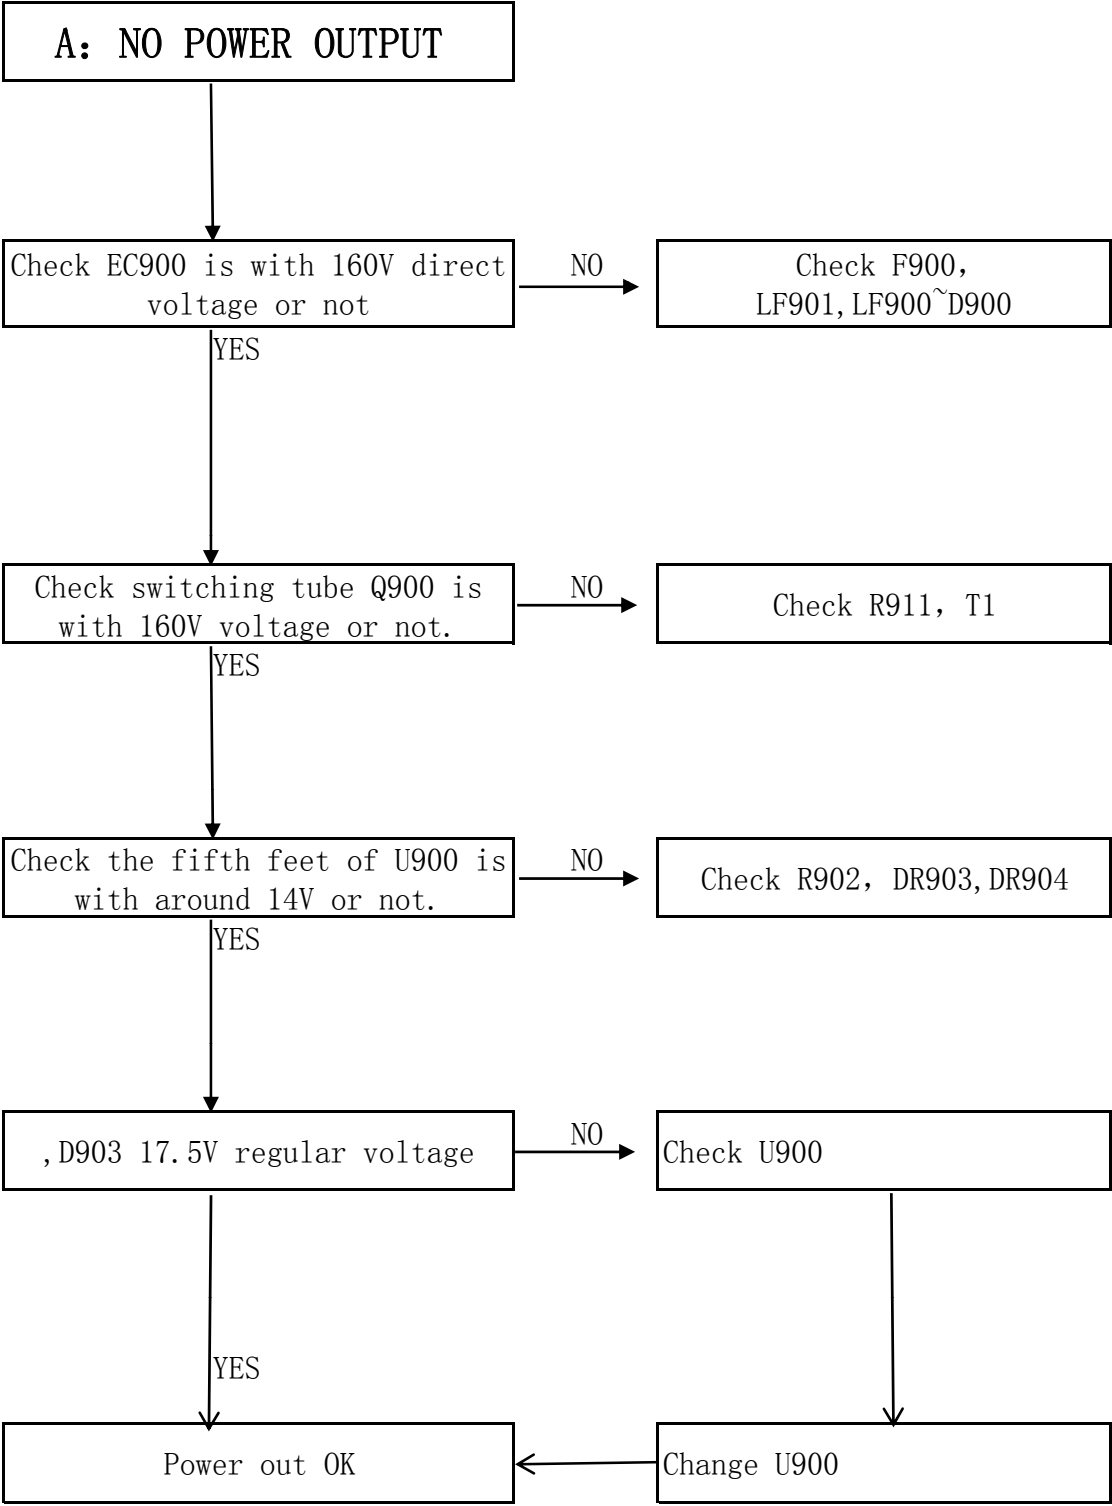 A：NO POWER OUTPUT
Check EC900 is with 160V direct
voltage or not
NO
Check F900，
LF901,LF900~D900
YES
Check switching tube Q900 is
with 160V voltage or not.
NO
Check R911，T1
YES
Check the fifth feet of U900 is
with around 14V or not.
NO
Check R902，DR903,DR904
YES
,D903 17.5V regular voltage
NO
Check U900
YES
Power out OK
Change U900